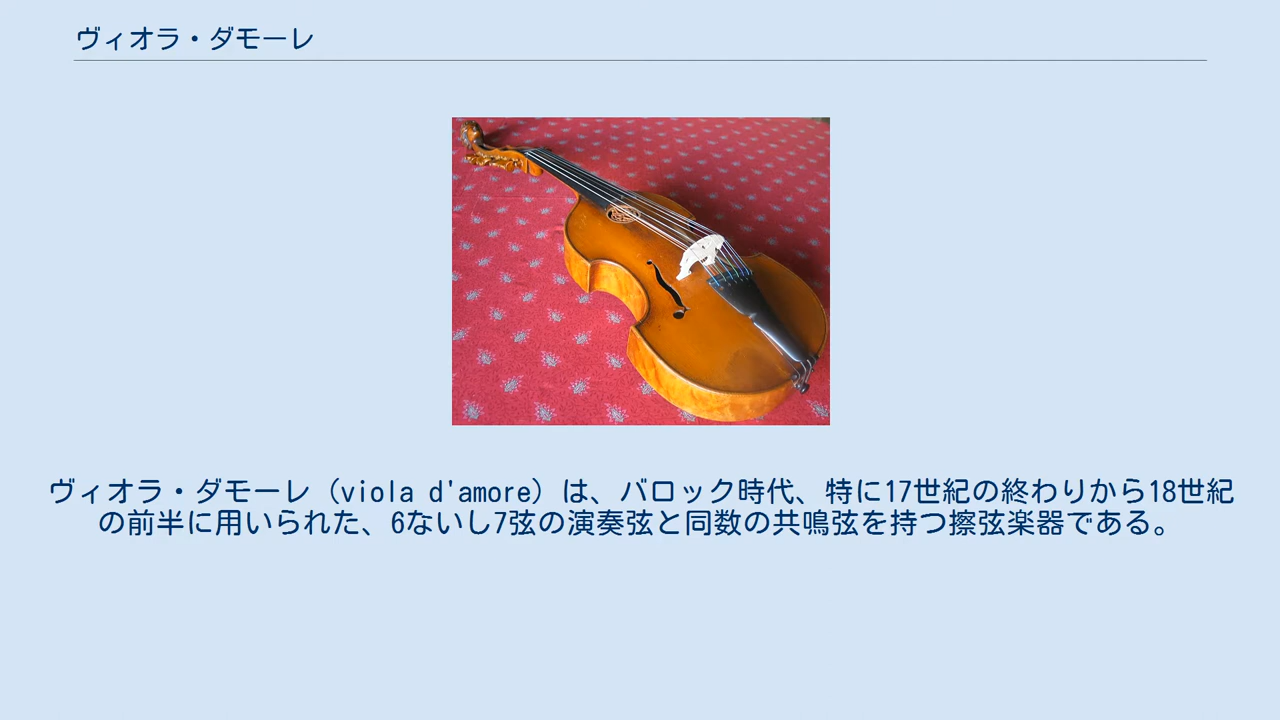 ヴィオラ・ダモーレ
ヴィオラ・ダモーレ（viola d'amore）は、バロック時代、特に17世紀の終わりから18世紀
の前半に用いられた、6ないし7弦の演奏弦と同数の共鳴弦を持つ擦弦楽器である。